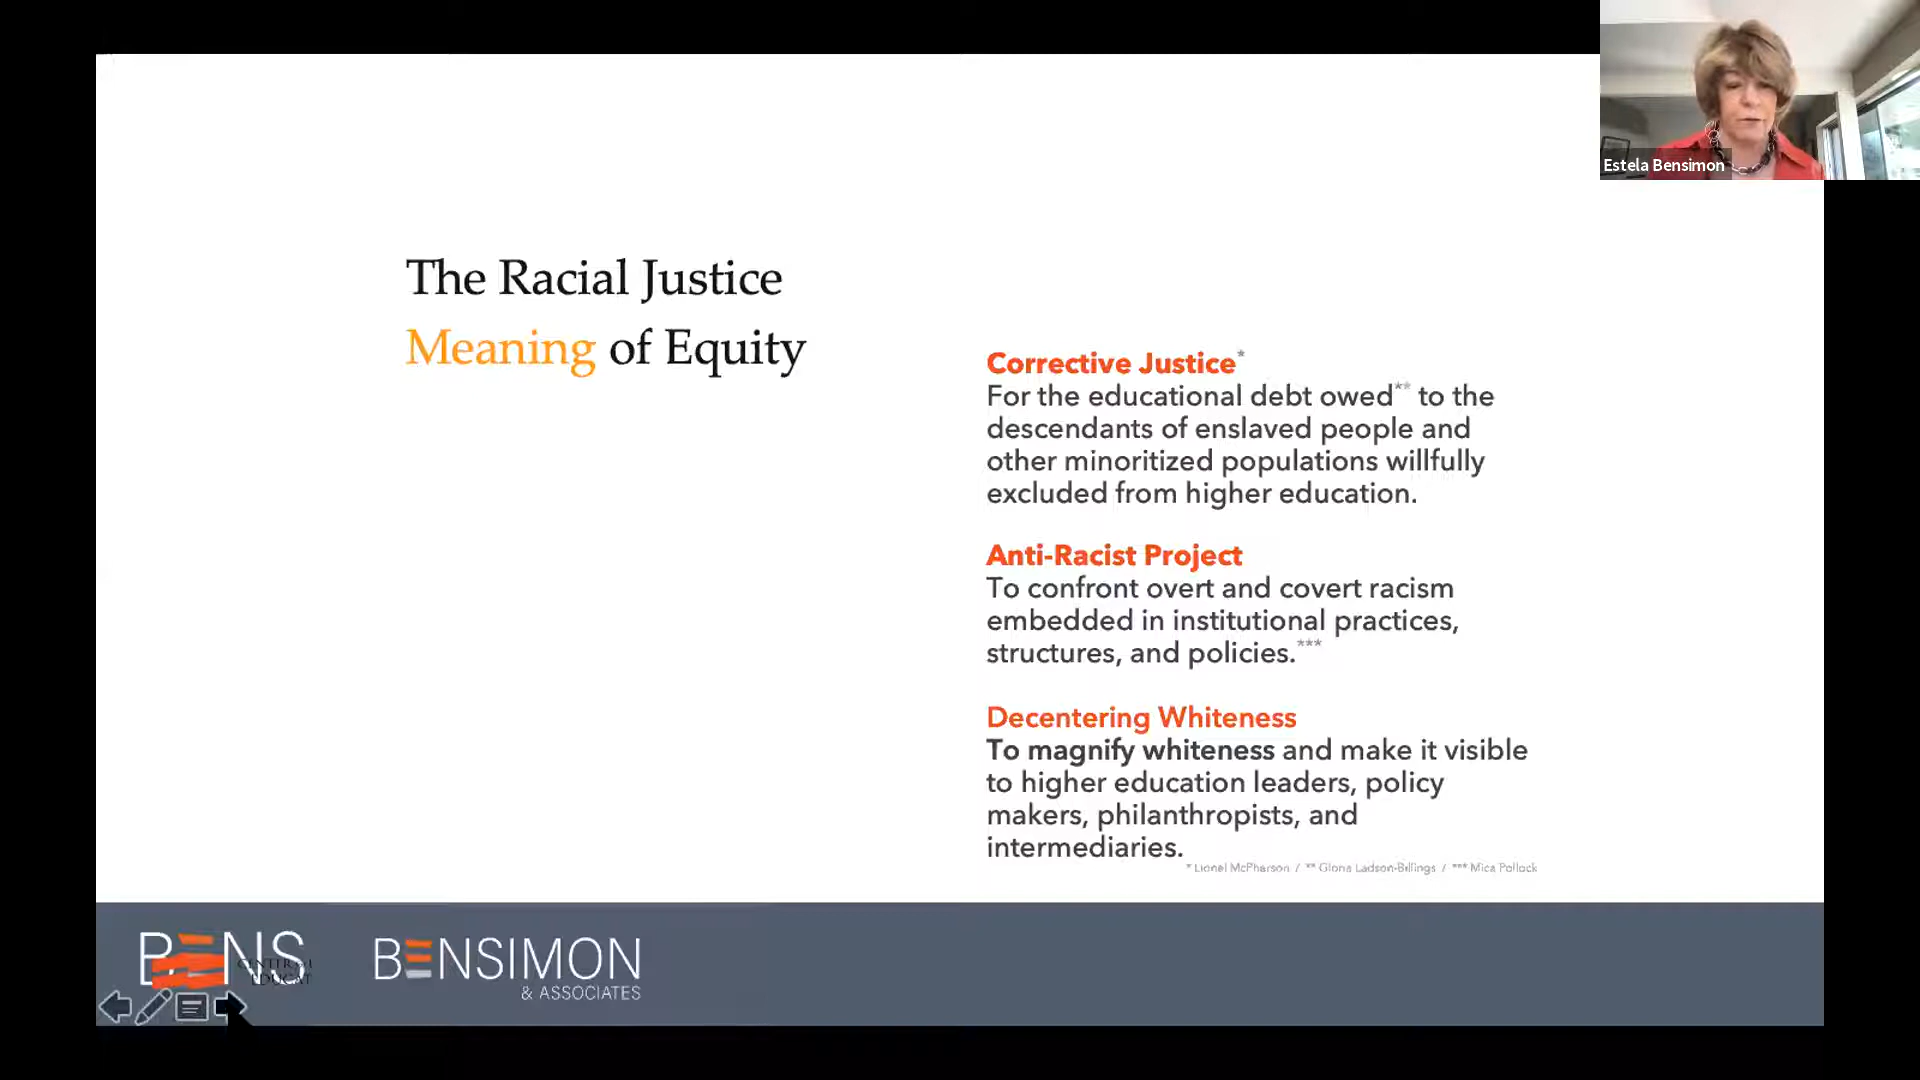 Estela Bensimon
The Racial Justice
Meaning of Equity
Corrective Justice*
For the educational debt owed** to the
descendants of enslaved people and
other minoritized populations willfully
excluded from higher education.
Anti-Racist Project
To confront overt and covert racism
embedded in institutional practices,
structures, and policies.***
Decentering Whiteness
To magnify whiteness and make it visible
to higher education leaders, policy
makers, philanthropists, and
intermediaries.
* Lionel McPherson / ** Gloria Ladson-Billings / *** Mica Pollock
BENS
BENSIMON
& ASSOCIATES